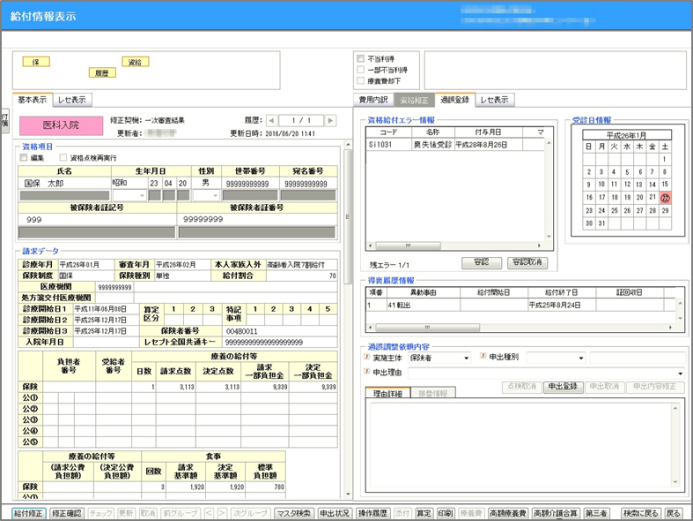 給付情報表示
保
資給
履歴
不当利得
一部不当利得
療養費却下
基本表示 レセ表示
医科入院
修正契機:一次審査結果
履歴: 1 / 1
更新者:
更新日時:2016/06/20 11:41
資格項目
編集 資格点検再実行
氏名 生年月日 性別 世帯番号 宛名番号
国保 太郎 昭和 23 04 20 男 99999999999 99999999999
被保険者証記号 被保険者証番号
999 99999999
請求データ
診療年月 平成26年01月 審査年月 平成26年02月 本人家族入外 高齢者入院7割給付
保険制度 国保 保険種別 単独 給付割合 70
医療機関 9999999999
処方箋交付医療機関
診療開始日1 平成11年06月08日 算定区分 1 2 3 特記事項 1 2 3 4 5
診療開始日2 平成25年12月12日
診療開始日3 平成25年12月17日 保険者番号 00480011
入院年月日 レセプト全国共通キー 99999999999999999999
負担者番号 受給者番号 療養の給付等
日数 請求点数 決定点数 請求一部負担金 決定一部負担金
保険 1 3,113 3,113 9,339 9,339
公①
公②
公③
公④
公⑤
療養の給付等 食事
(請求公費負担額) (決定公費負担額) 回数 請求基準額 決定基準額 標準負担額
保険 3 1,920 1,920 780
公①
費用内訳 資格修正 過誤登録 レセ表示
資格給付エラー情報
コード 名称 付与月日 マ
Si1031 喪失後受診 平成28年8月26日
残エラー 1/1 容認 容認取消
受診日情報
平成26年1月
日 月 火 水 木 金 土
1
2 3 4 5 6 7 8
9 10 11 12 13 14 15
16 17 18 19 20 21
23 24 25 26 27 28 29
30 31
得喪履歴情報
項番 異動事由 給付開始日 給付終了日 証回収日
1 41転出 平成25年8月24日
過誤調整依頼内容
実施主体 保険者 申出種別
申出理由
点検取消 申出登録 申出取消 申出内容修正
理由詳細 振替情報
給付修正 修正確認 チェック 更新 取消 前グループ < > 次グループ マスタ検索 申出状況 操作履歴 添付 算定 印刷 療養費 高額療養費 高額介護合算 第三者 検索に戻る 戻る